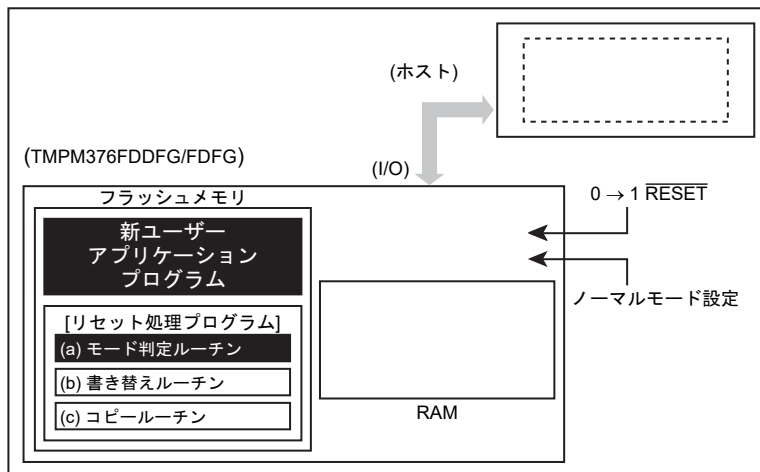 (ホスト)
(TMPM376FDDFG/FDFG)
(I/O)
フラッシュメモリ
新ユーザー
アプリケーション
プログラム
[リセット処理プログラム]
(a) モード判定ルーチン
(b) 書き替えルーチン
(c) コピールーチン
RAM
0 → 1 RESET
ノーマルモード設定